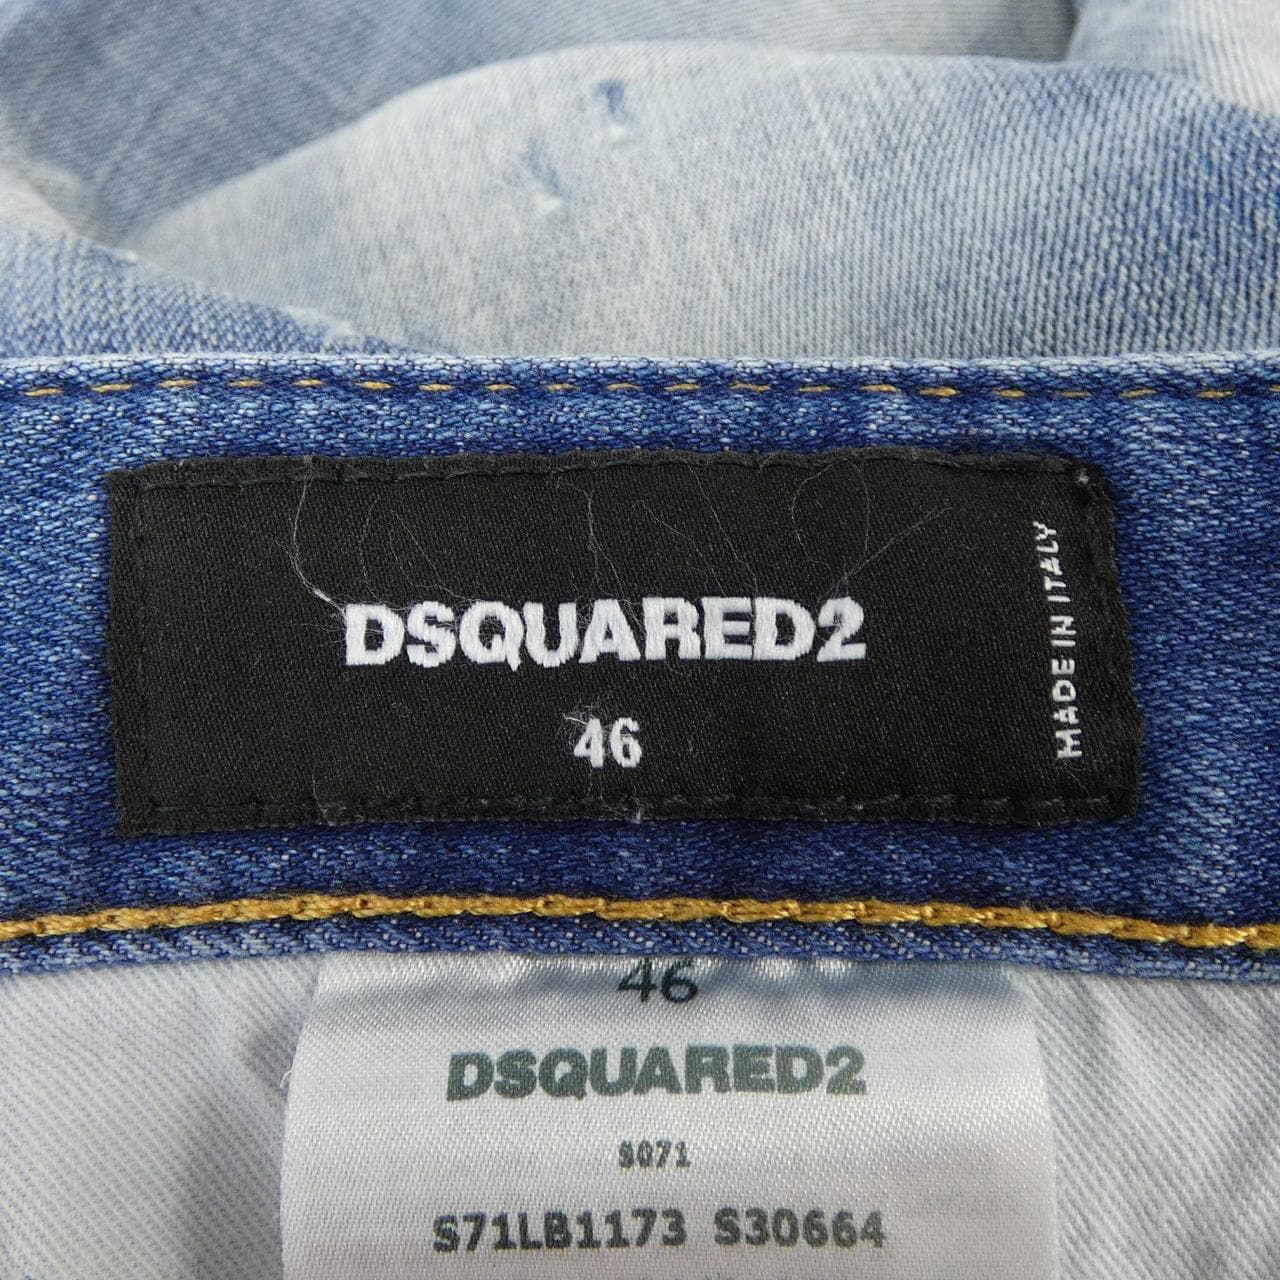 DSQUARED2
46
MADE IN ITALY
46
DSQUARED2
S071
S71LB1173 S30664